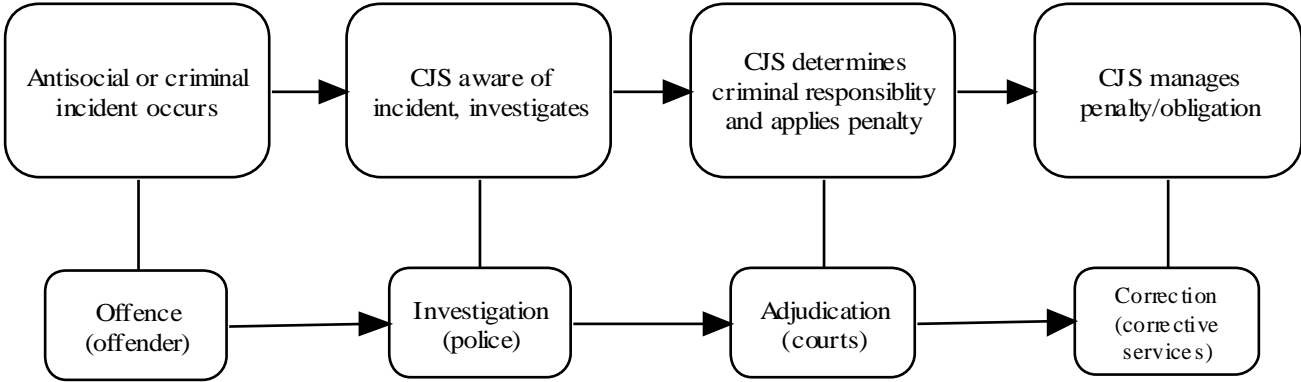 Antisocial or criminal
incident occurs
CJS aware of
incident, investigates
CJS determines
criminal responsiblity
and applies penalty
CJS manages
penalty/obligation
Offence
(offender)
Investigation
(police)
Adjudication
(courts)
Correction
(corrective
services)